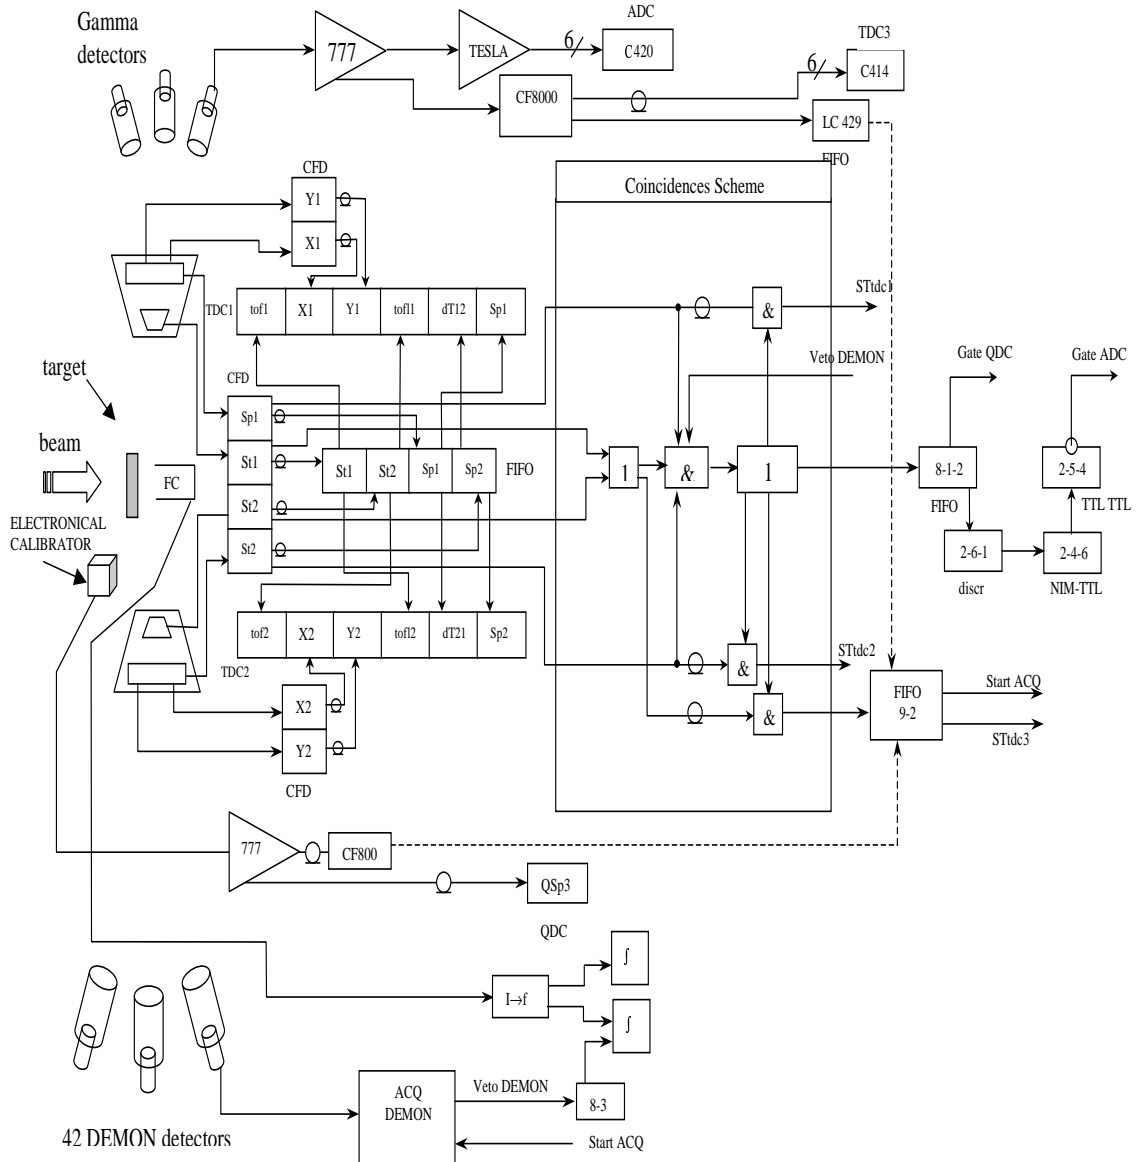 Gamma
detectors
777
TESLA
6
ADC
C420
TDC3
6
C414
CF8000
LC 429
FIFO
CFD
Y1
X1
Coincidences Scheme
TDC1
tof1
X1
Y1
tofl1
dT12
Sp1
&
STtdc1
Veto DEMON
Gate QDC
Gate ADC
target
CFD
Sp1
St1
St2
St2
beam
FC
St1
St2
Sp1
Sp2
FIFO
1
&
1
8-1-2
FIFO
2-5-4
TTL TTL
2-6-1
discr
2-4-6
NIM-TTL
ELECTRONICAL
CALIBRATOR
tof2
X2
Y2
tofl2
dT21
Sp2
TDC2
&
STtdc2
&
FIFO
9-2
Start ACQ
STtdc3
X2
Y2
CFD
777
CF800
QSp3
QDC
I→f
∫
∫
ACQ
DEMON
Veto DEMON
8-3
Start ACQ
42 DEMON detectors